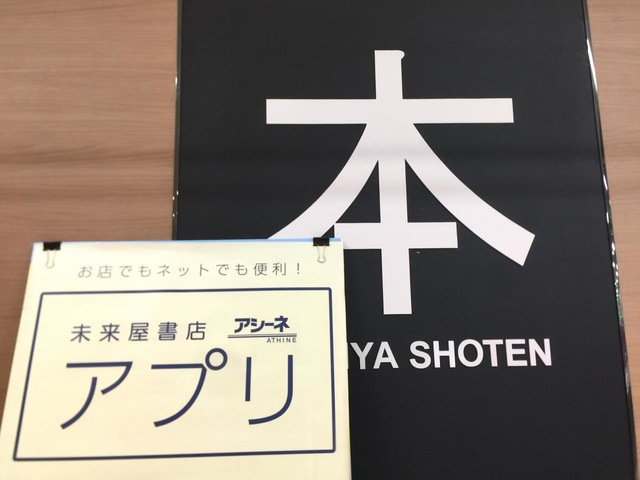 本
IYA SHOTEN
お店でもネットでも便利!
未来屋書店 アシーネ
ATHINE
アプリ